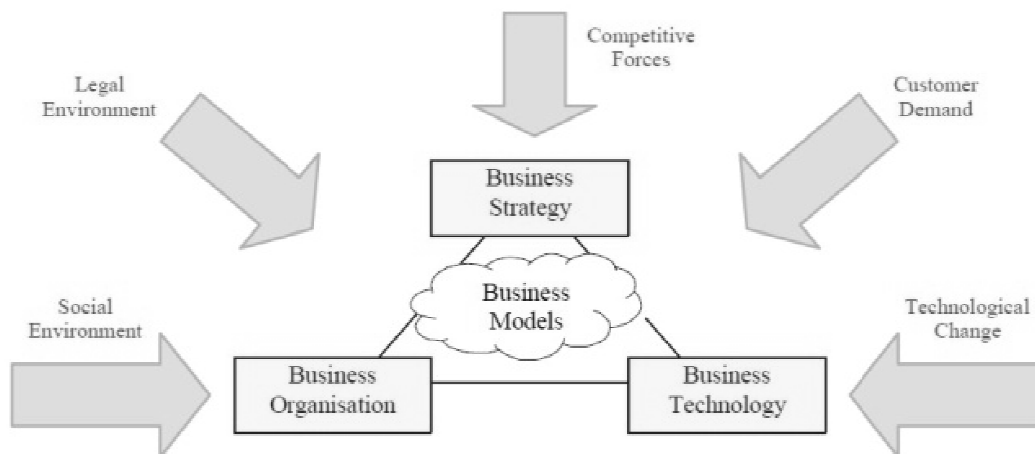 Competitive
Forces
Legal
Environment
Customer
Demand
Business
Strategy
Business
Models
Social
Environment
Technological
Change
Business
Organisation
Business
Technology